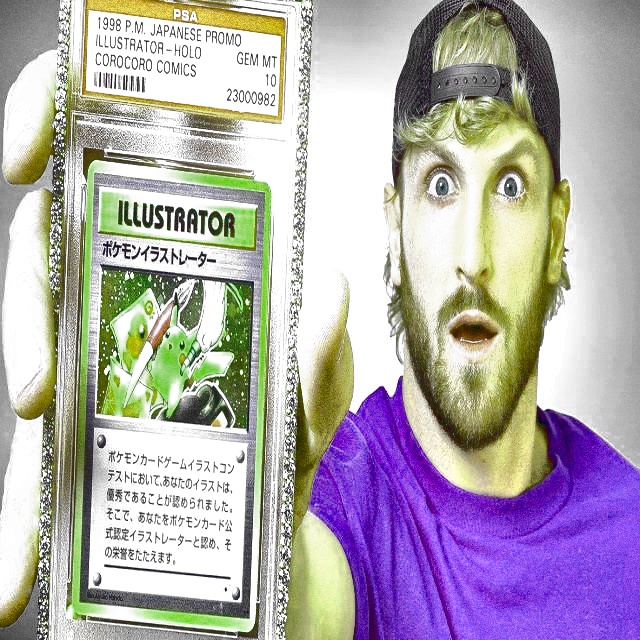 PSA
1998 P.M. JAPANESE PROMO
ILLUSTRATOR-HOLO GEM MT
COROCORO COMICS 10
23000982
ILLUSTRATOR
ポケモンイラストレーター
ポケモンカードゲームイラストコン
テストにおいて、あなたのイラストは、
優秀であることが認められました。
そこで、あなたをポケモンカード公
式認定イラストレーターと認め、そ
の栄誉をたたえます。